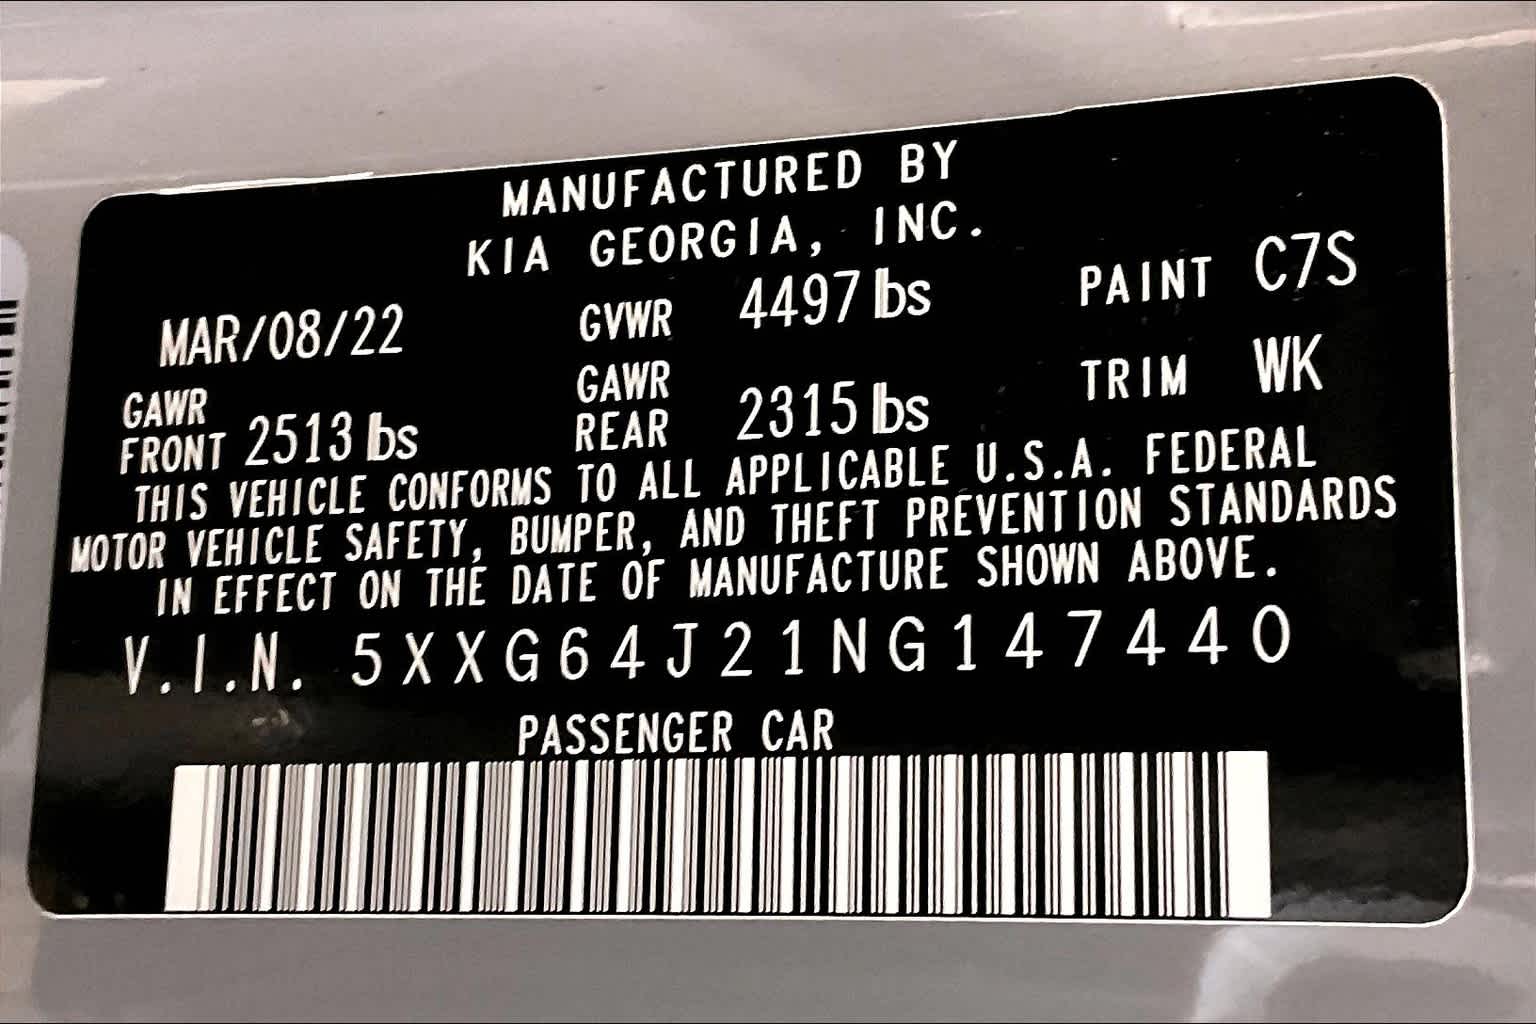 MANUFACTURED BY
KIA GEORGIA, INC.
MAR/08/22 GVWR 4497 lbs PAINT C7S
GAWR FRONT 2513 lbs GAWR REAR 2315 lbs TRIM WK
THIS VEHICLE CONFORMS TO ALL APPLICABLE U.S.A. FEDERAL
MOTOR VEHICLE SAFETY, BUMPER, AND THEFT PREVENTION STANDARDS
IN EFFECT ON THE DATE OF MANUFACTURE SHOWN ABOVE.
V.I.N. 5XXG64J21NG147440
PASSENGER CAR